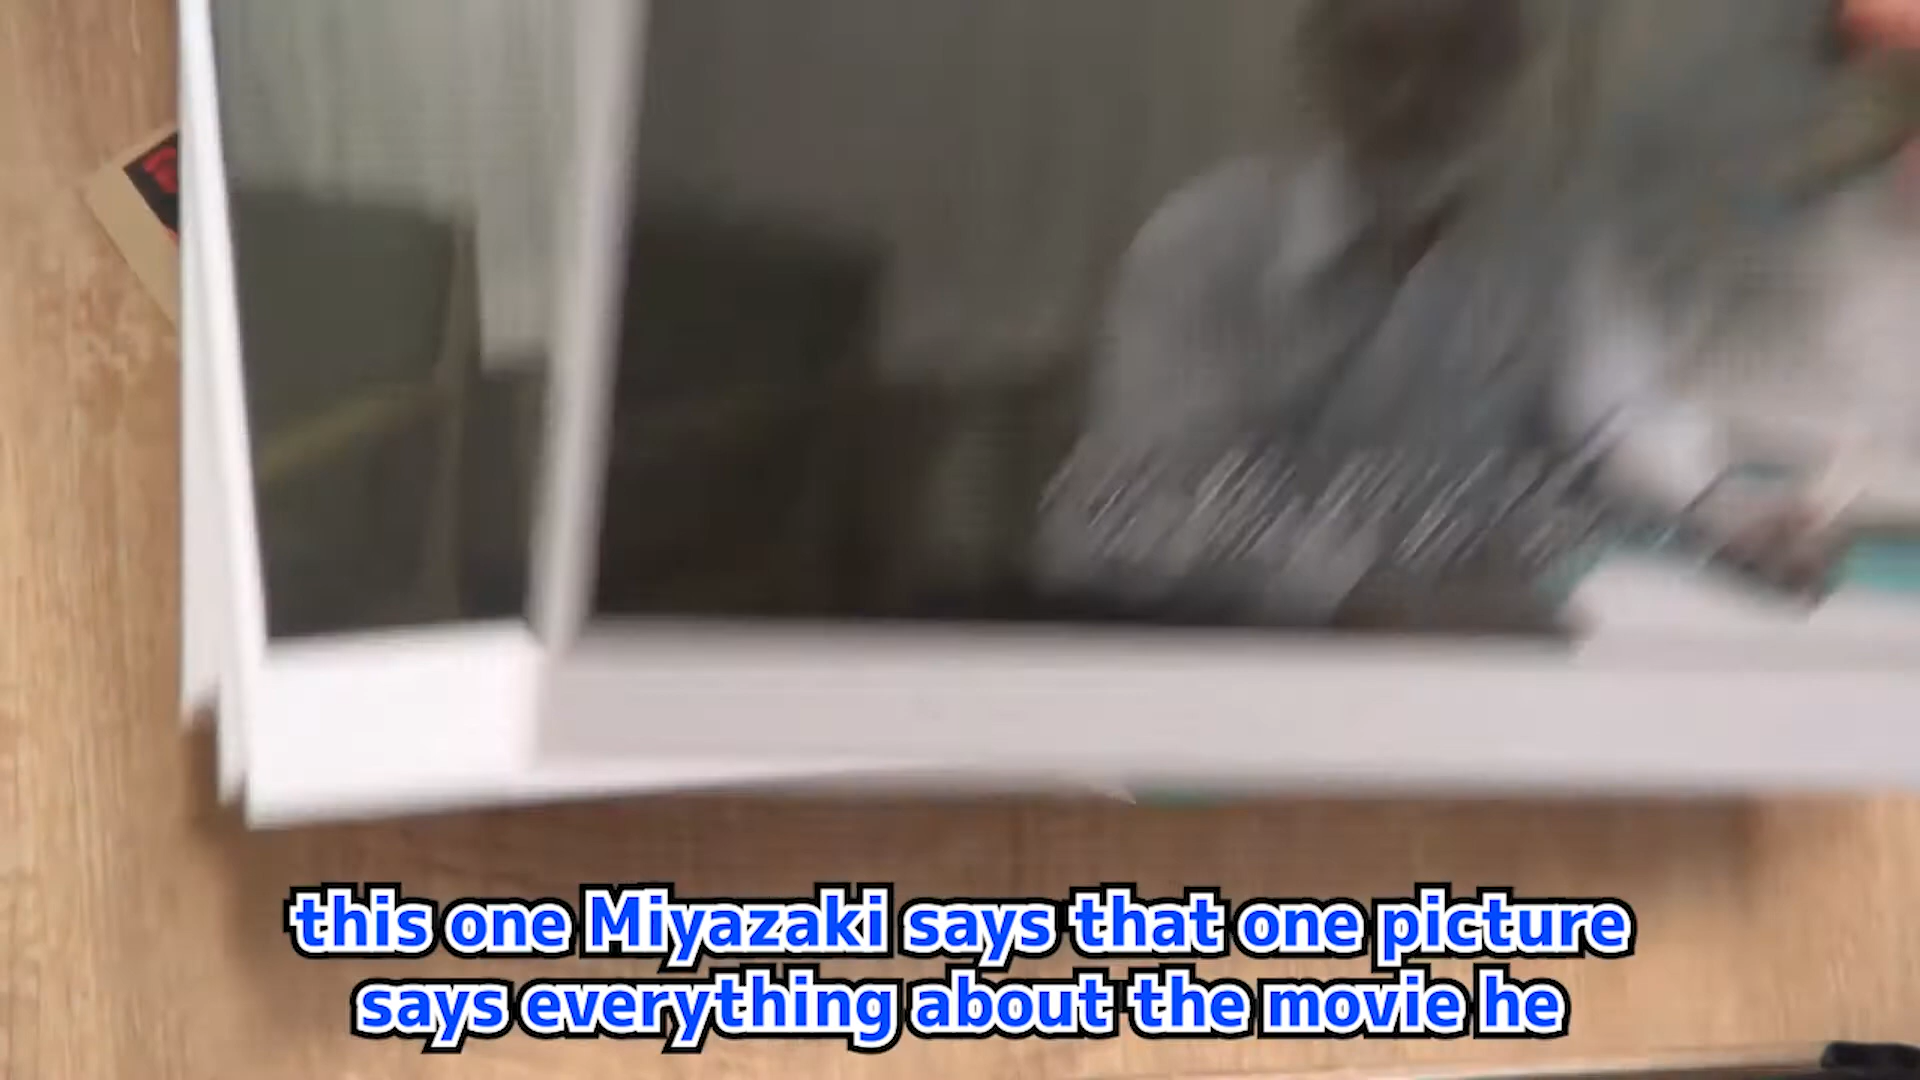 this one Miyazaki says that one picture
says everything about the movie he